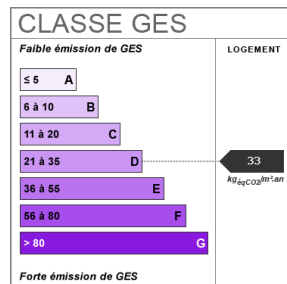 CLASSE GES
Faible émission de GES
LOGEMENT
≤ 5 A
6 à 10 B
11 à 20 C
21 à 35 D
33
kgéqCO2/m².an
36 à 55 E
56 à 80 F
> 80 G
Forte émission de GES